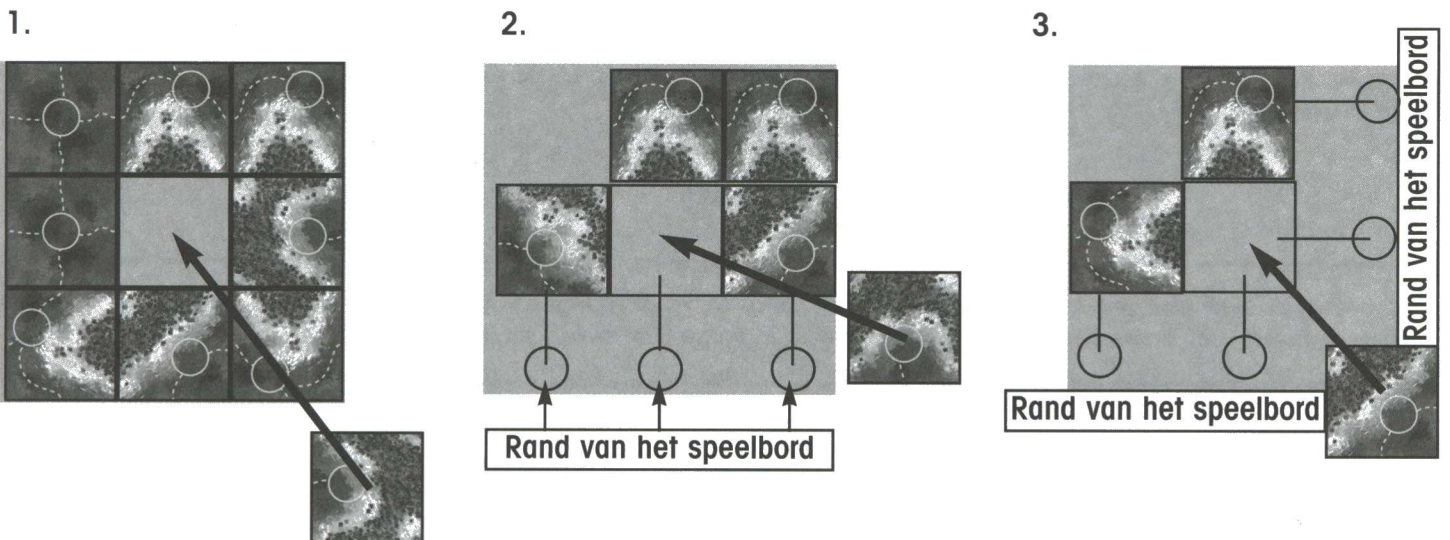 1.
2.
3.
Rand van het speelbord
Rand van het speelbord
Rand van het speelbord